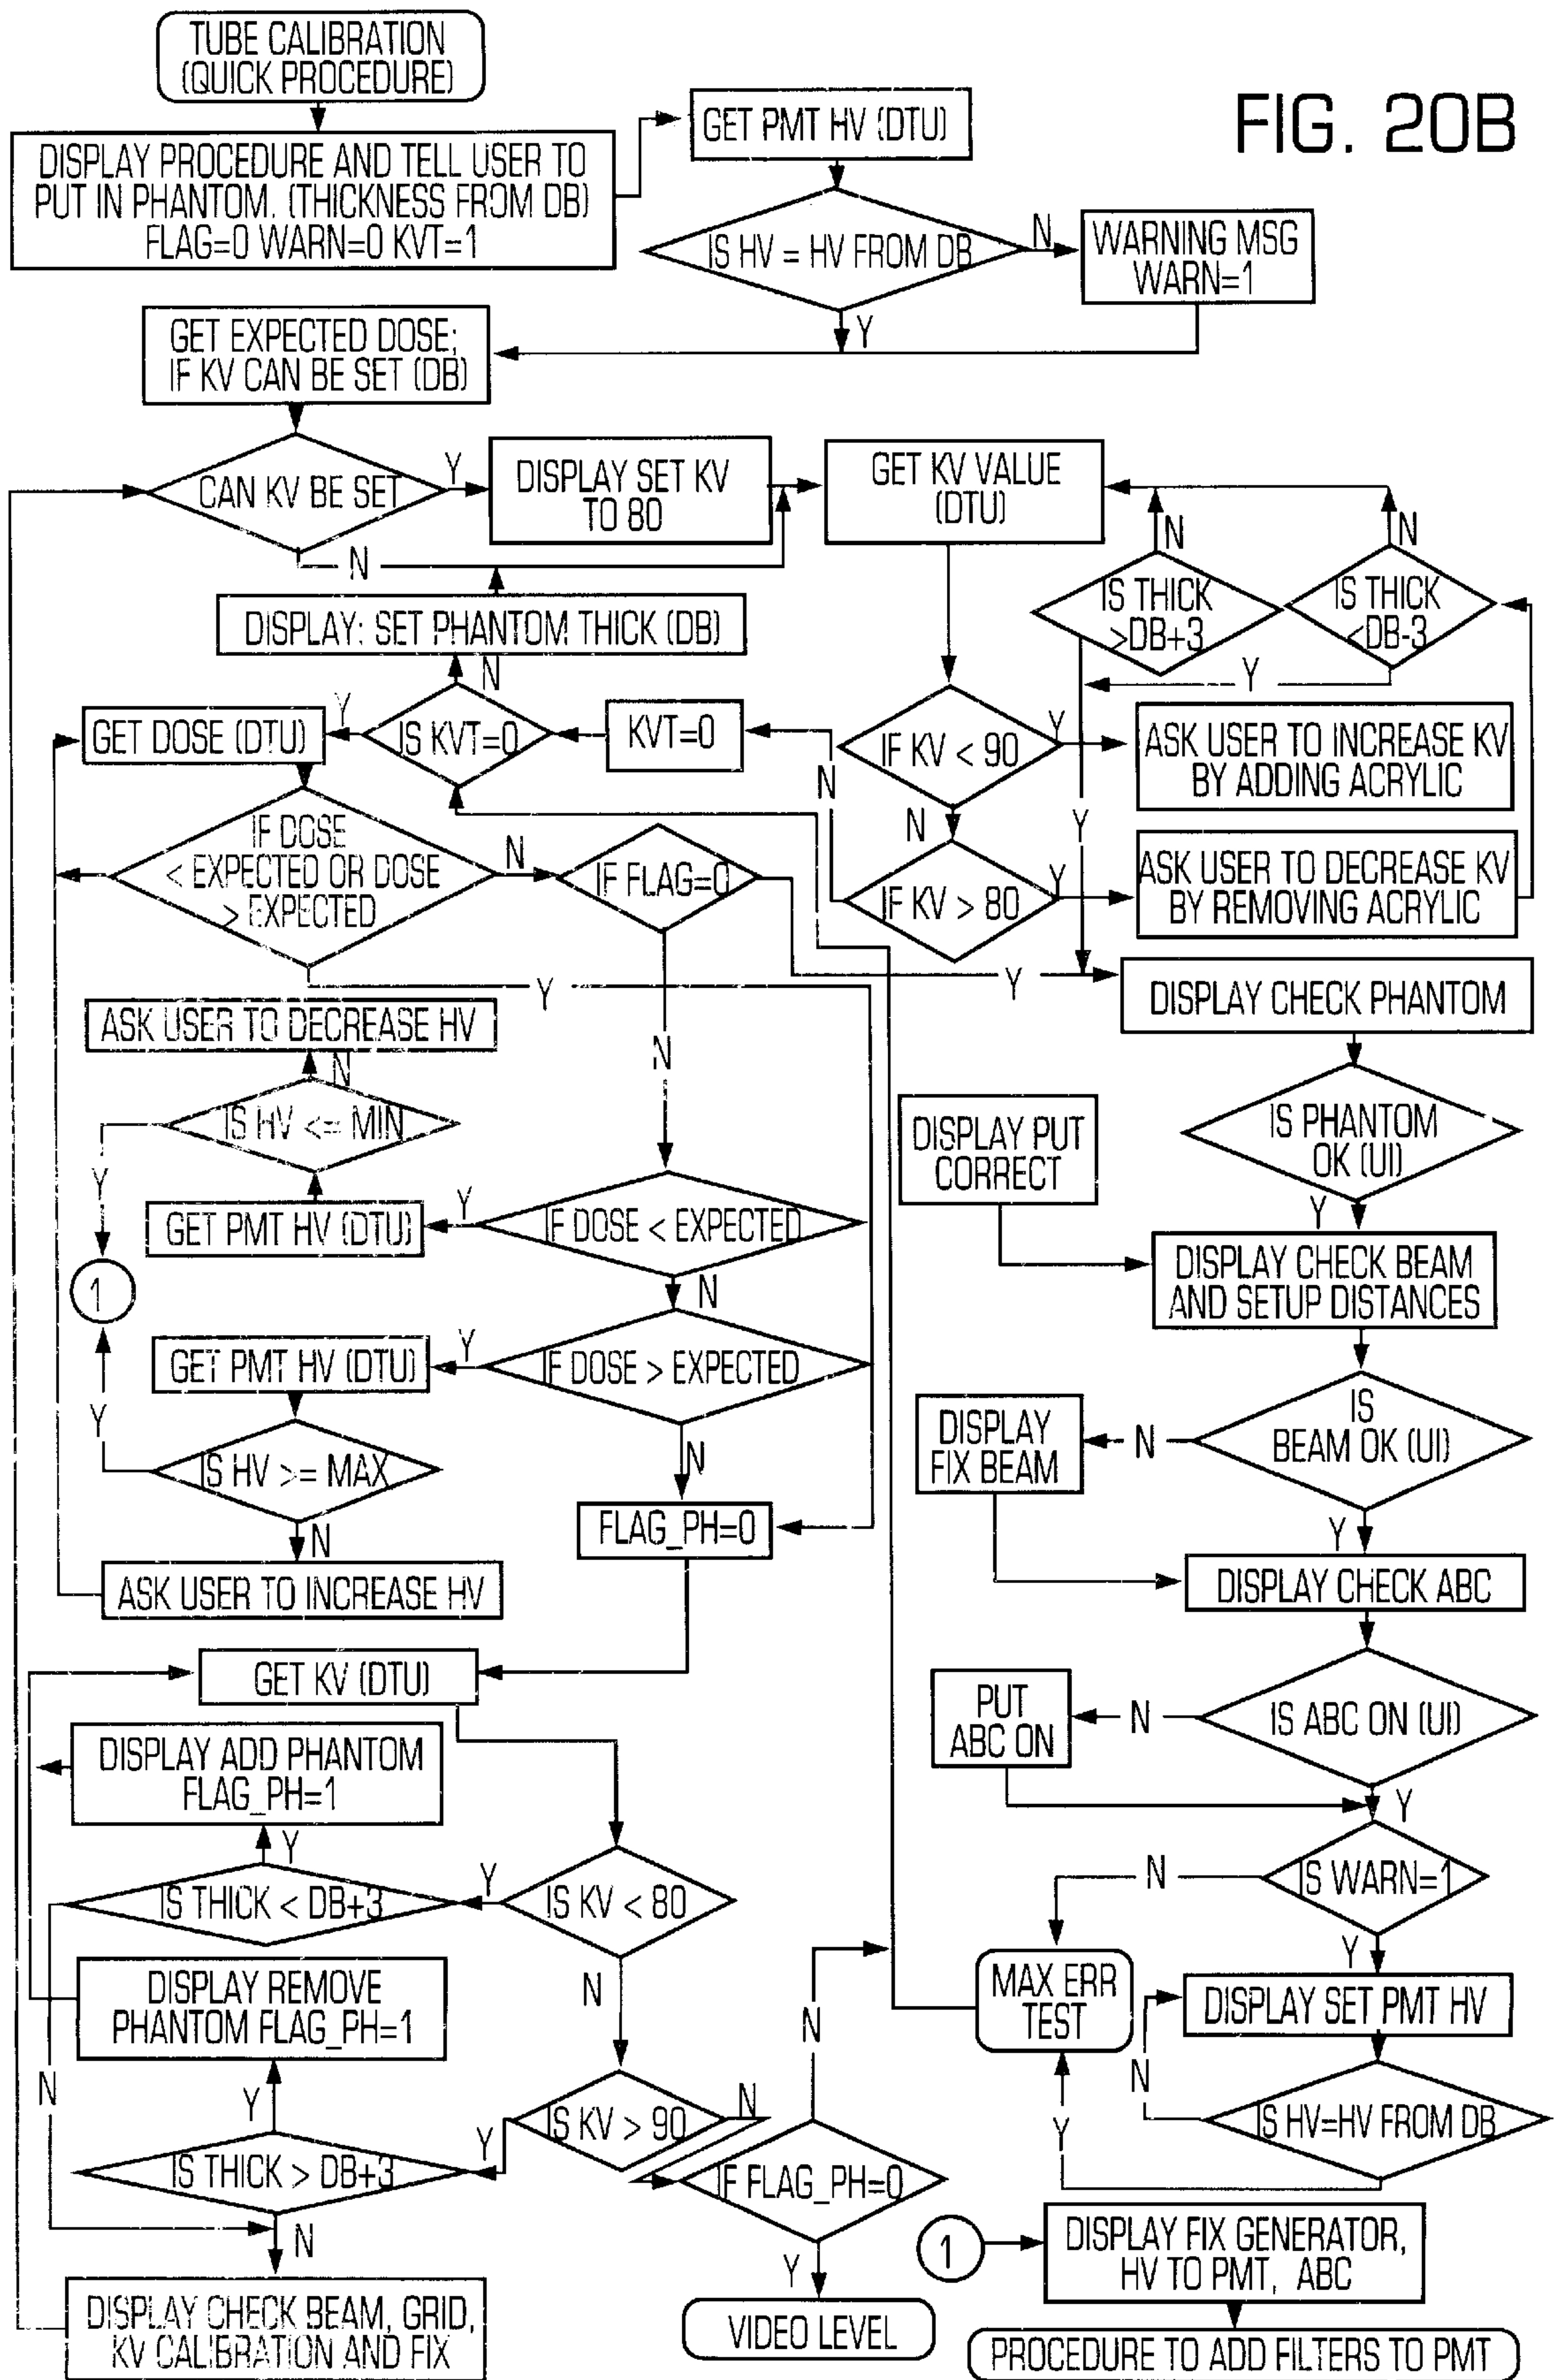 FIG. 20B
TUBE CALIBRATION
(QUICK PROCEDURE)
DISPLAY PROCEDURE AND TELL USER TO
PUT IN PHANTOM. (THICKNESS FROM DB)
FLAG=0 WARN=0 KVT=1
GET PMT HV (DTU)
IS HV = HV FROM DB
N
WARNING MSG
WARN=1
Y
GET EXPECTED DOSE;
IF KV CAN BE SET (DB)
CAN KV BE SET
Y
DISPLAY SET KV
TO 80
N
GET KV VALUE
(DTU)
N
N
IS THICK
>DB+3
IS THICK
<DB-3
Y
DISPLAY: SET PHANTOM THICK (DB)
N
GET DOSE (DTU)
Y
IS KVT=0
KVT=0
N
IF KV < 90
Y
ASK USER TO INCREASE KV
BY ADDING ACRYLIC
Y
N
IF DOSE
< EXPECTED OR DOSE
> EXPECTED
N
IF FLAG=0
IF KV > 80
Y
ASK USER TO DECREASE KV
BY REMOVING ACRYLIC
Y
Y
DISPLAY CHECK PHANTOM
ASK USER TO DECREASE HV
N
N
IS HV <= MIN
Y
GET PMT HV (DTU)
Y
IF DOSE < EXPECTED
N
1
GET PMT HV (DTU)
Y
IF DOSE > EXPECTED
Y
IS HV >= MAX
N
N
FLAG_PH=0
ASK USER TO INCREASE HV
IS PHANTOM
OK (UI)
DISPLAY PUT
CORRECT
Y
DISPLAY CHECK BEAM
AND SETUP DISTANCES
IS
BEAM OK (UI)
N
DISPLAY
FIX BEAM
Y
DISPLAY CHECK ABC
IS ABC ON (UI)
N
PUT
ABC ON
Y
IS WARN=1
N
Y
MAX ERR
TEST
DISPLAY SET PMT HV
N
IS HV=HV FROM DB
Y
GET KV (DTU)
DISPLAY ADD PHANTOM
FLAG_PH=1
Y
IS THICK < DB+3
Y
IS KV < 80
N
DISPLAY REMOVE
PHANTOM FLAG_PH=1
N
Y
IS THICK > DB+3
Y
IS KV > 90
N
N
IF FLAG_PH=0
N
Y
DISPLAY CHECK BEAM, GRID,
KV CALIBRATION AND FIX
VIDEO LEVEL
1
DISPLAY FIX GENERATOR,
HV TO PMT, ABC
PROCEDURE TO ADD FILTERS TO PMT